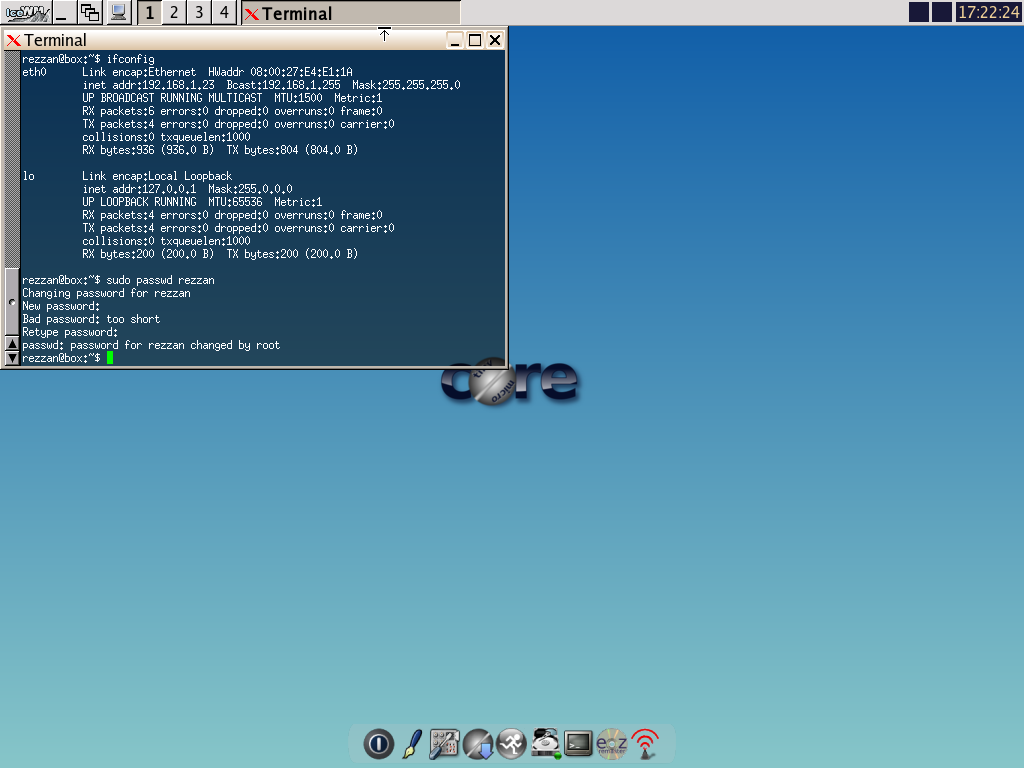 IceWM
1 2 3 4
Terminal
17:22:24
Terminal
rezzan@box:~$ ifconfig
eth0 Link encap:Ethernet HWaddr 08:00:27:E4:E1:1A
inet addr:192.168.1.23 Bcast:192.168.1.255 Mask:255.255.255.0
UP BROADCAST RUNNING MULTICAST MTU:1500 Metric:1
RX packets:6 errors:0 dropped:0 overruns:0 frame:0
TX packets:4 errors:0 dropped:0 overruns:0 carrier:0
collisions:0 txqueuelen:1000
RX bytes:936 (936.0 B) TX bytes:804 (804.0 B)
lo Link encap:Local Loopback
inet addr:127.0.0.1 Mask:255.0.0.0
UP LOOPBACK RUNNING MTU:65536 Metric:1
RX packets:4 errors:0 dropped:0 overruns:0 frame:0
TX packets:4 errors:0 dropped:0 overruns:0 carrier:0
collisions:0 txqueuelen:1000
RX bytes:200 (200.0 B) TX bytes:200 (200.0 B)
rezzan@box:~$ sudo passwd rezzan
Changing password for rezzan
New password:
Bad password: too short
Retype password:
passwd: password for rezzan changed by root
rezzan@box:~$
core
tiny
micro
ezremaster